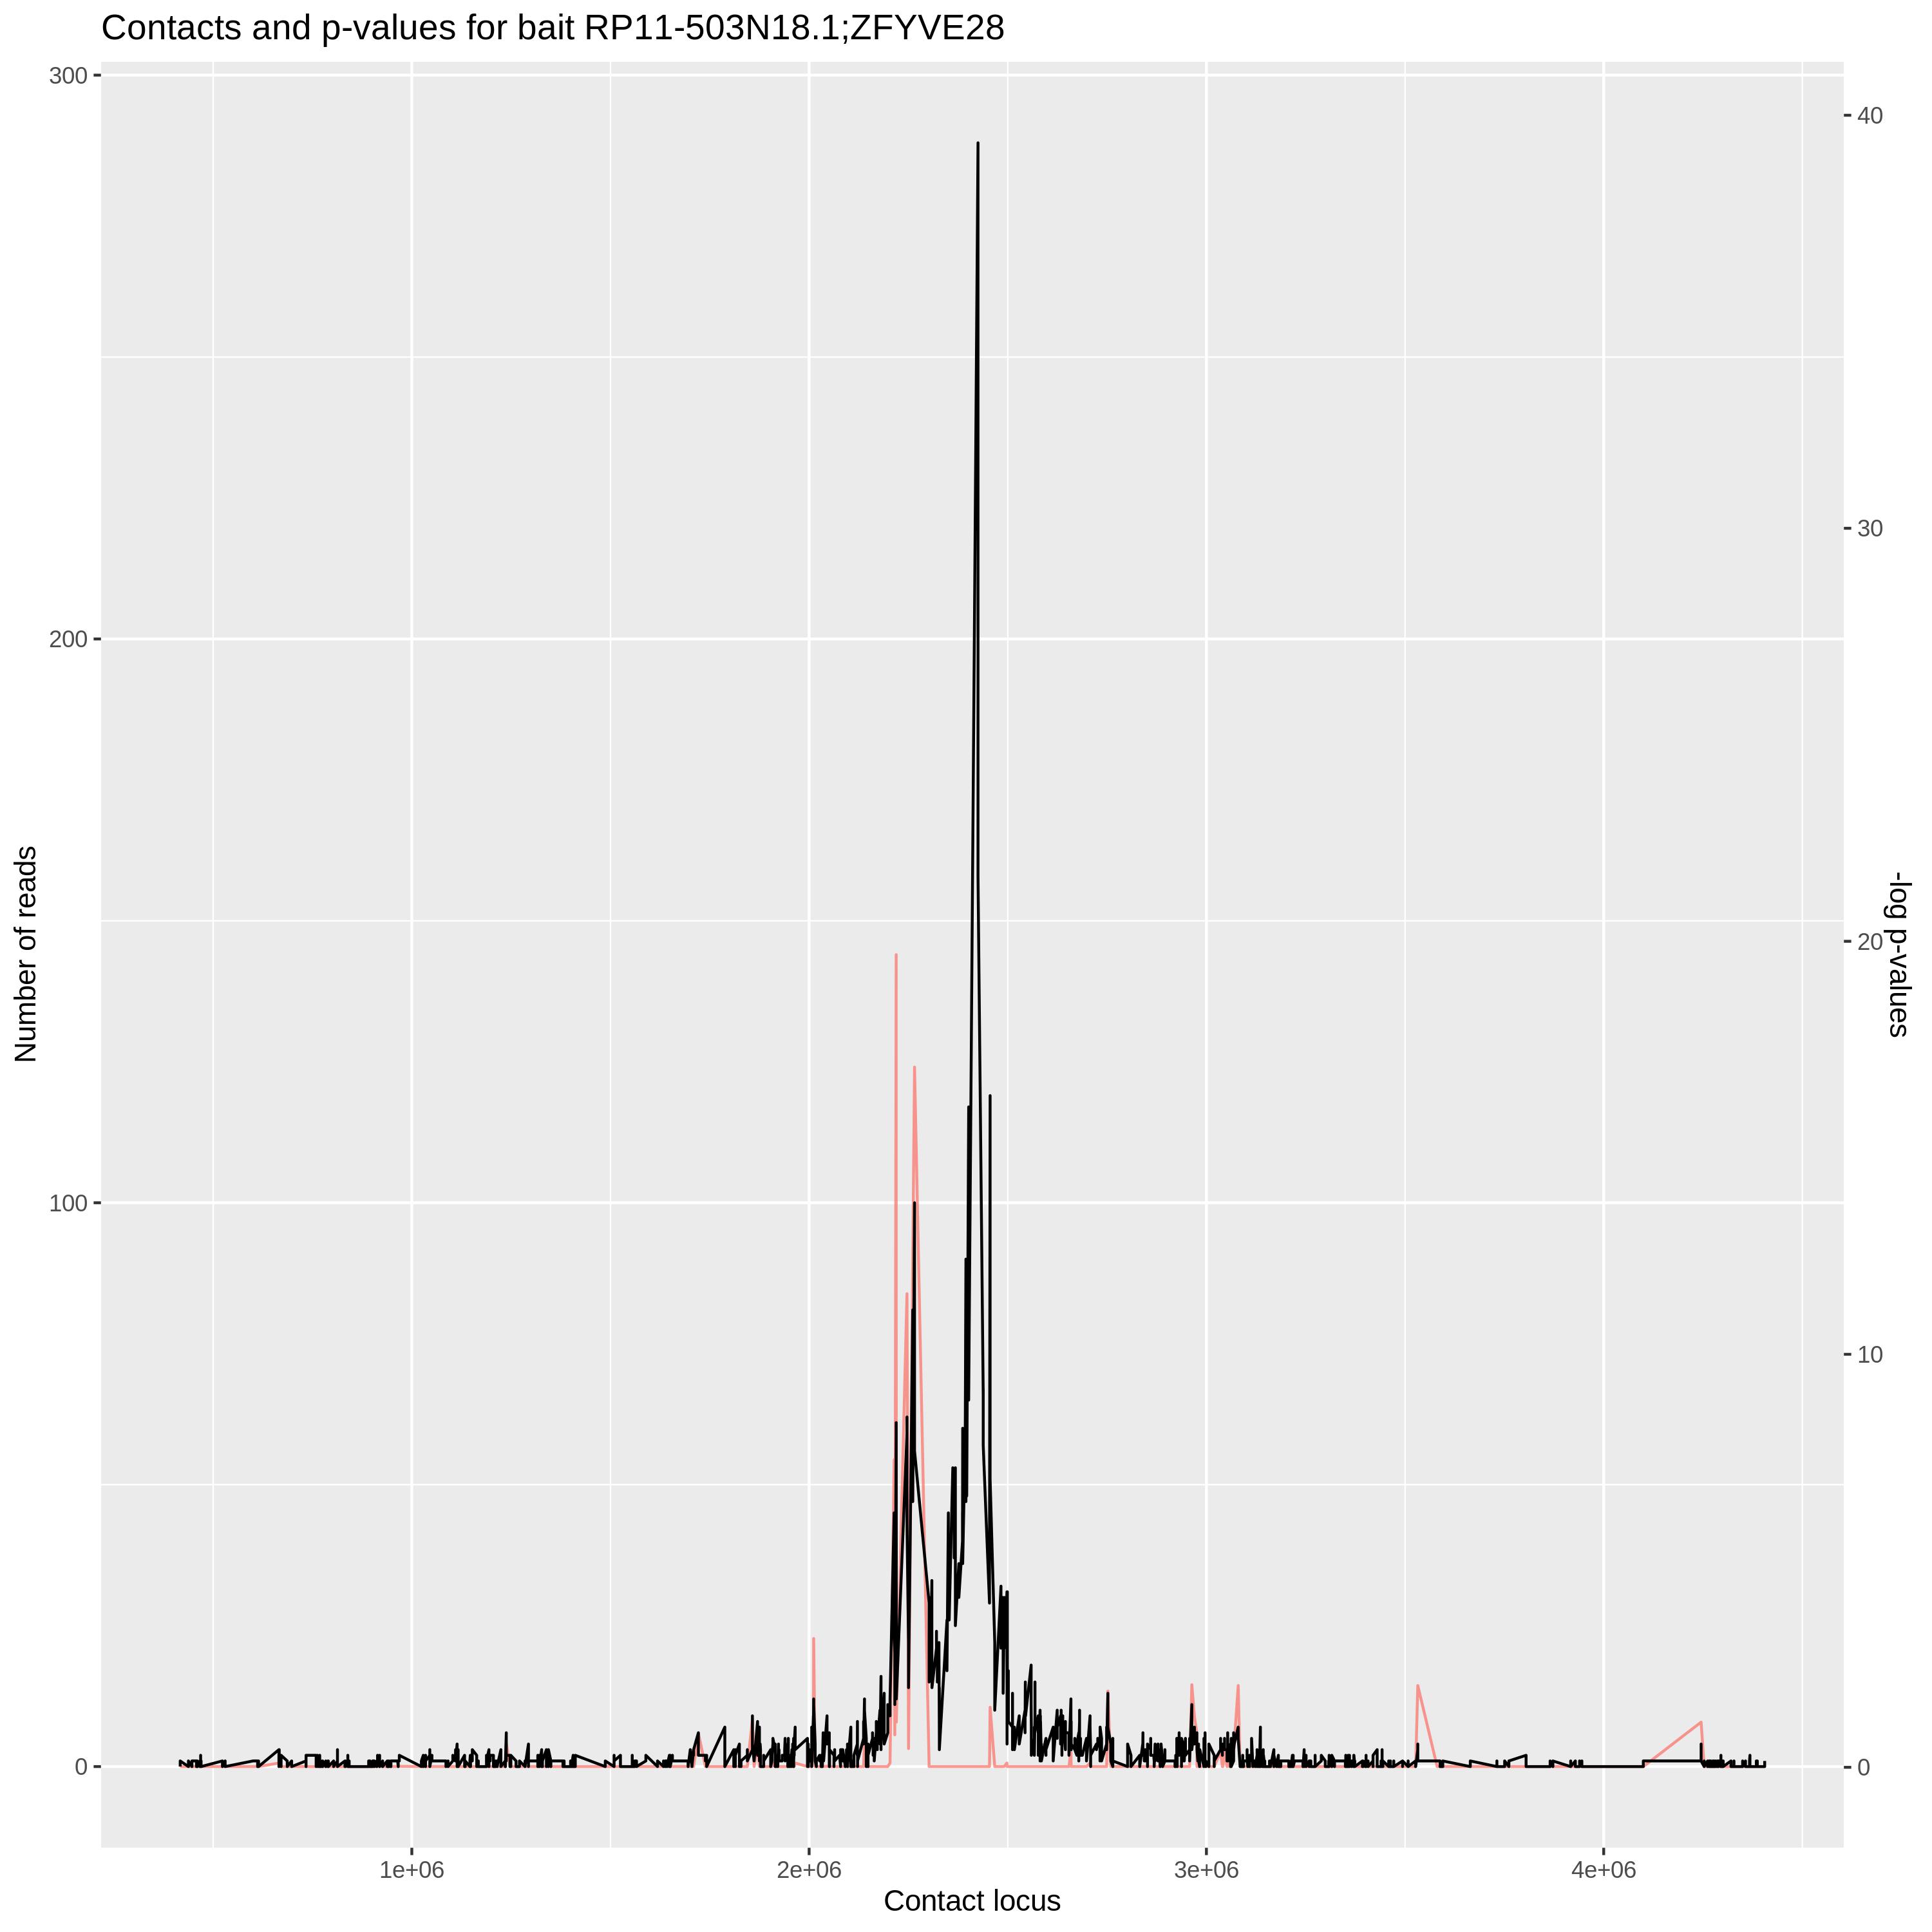 Contacts and p-values for bait RP11-503N18.1;ZFYVE28
300
200
100
0
Number of reads
40
30
20
10
0
-log p-values
1e+06
2e+06
3e+06
4e+06
Contact locus